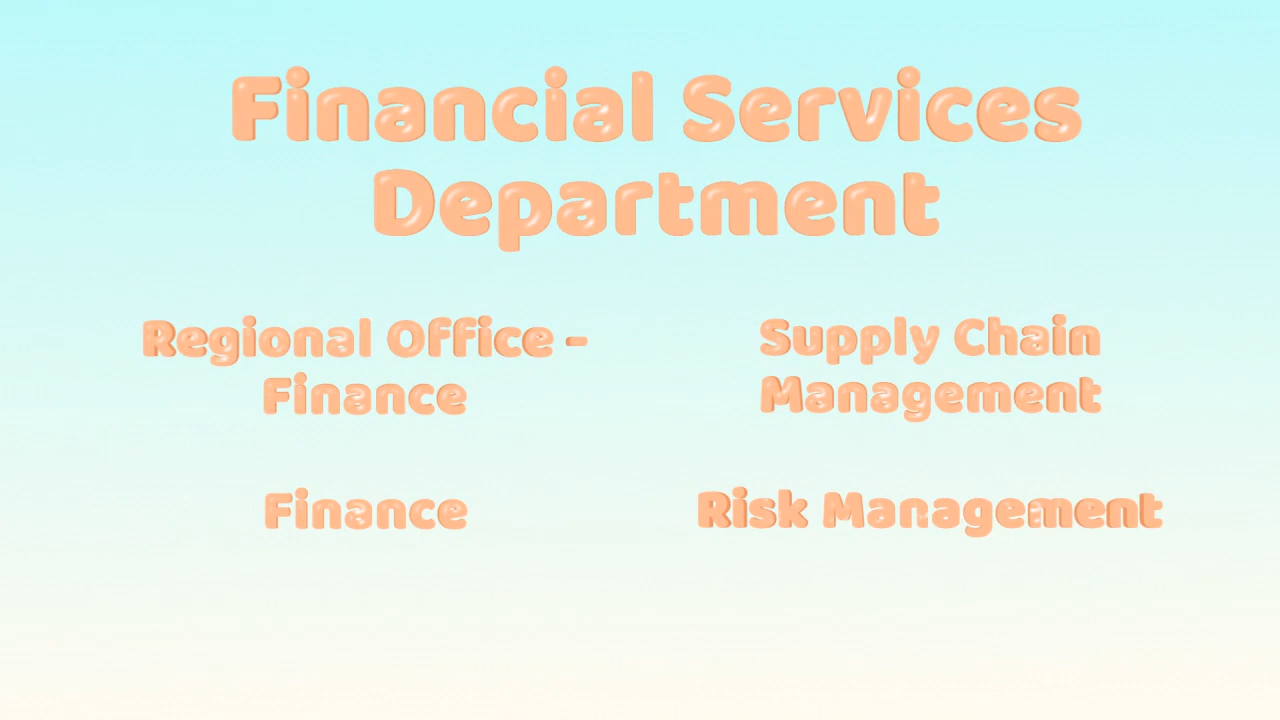 Financial Services
Department
Regional Office -
Finance
Supply Chain
Management
Finance
Risk Management